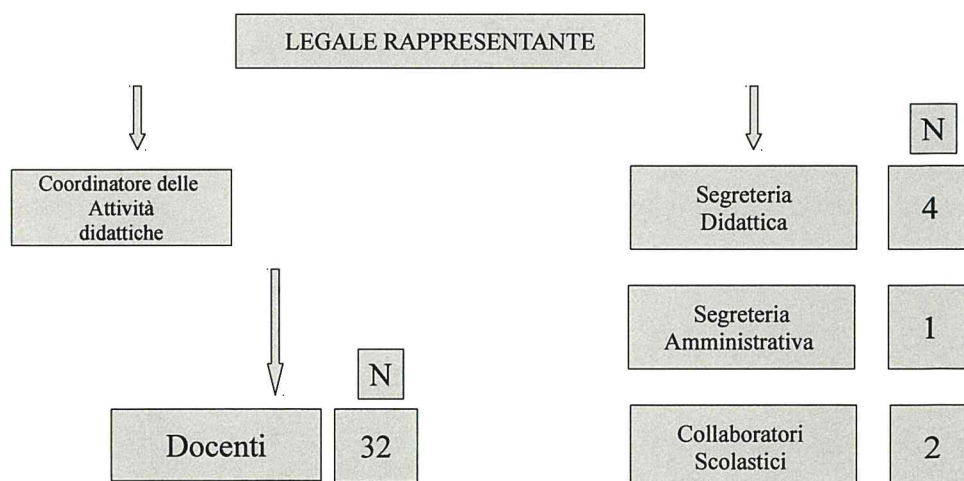 LEGALE RAPPRESENTANTE
N
Coordinatore delle
Attività
didattiche
Segreteria
Didattica
4
Segreteria
Amministrativa
1
N
Docenti
32
Collaboratori
Scolastici
2